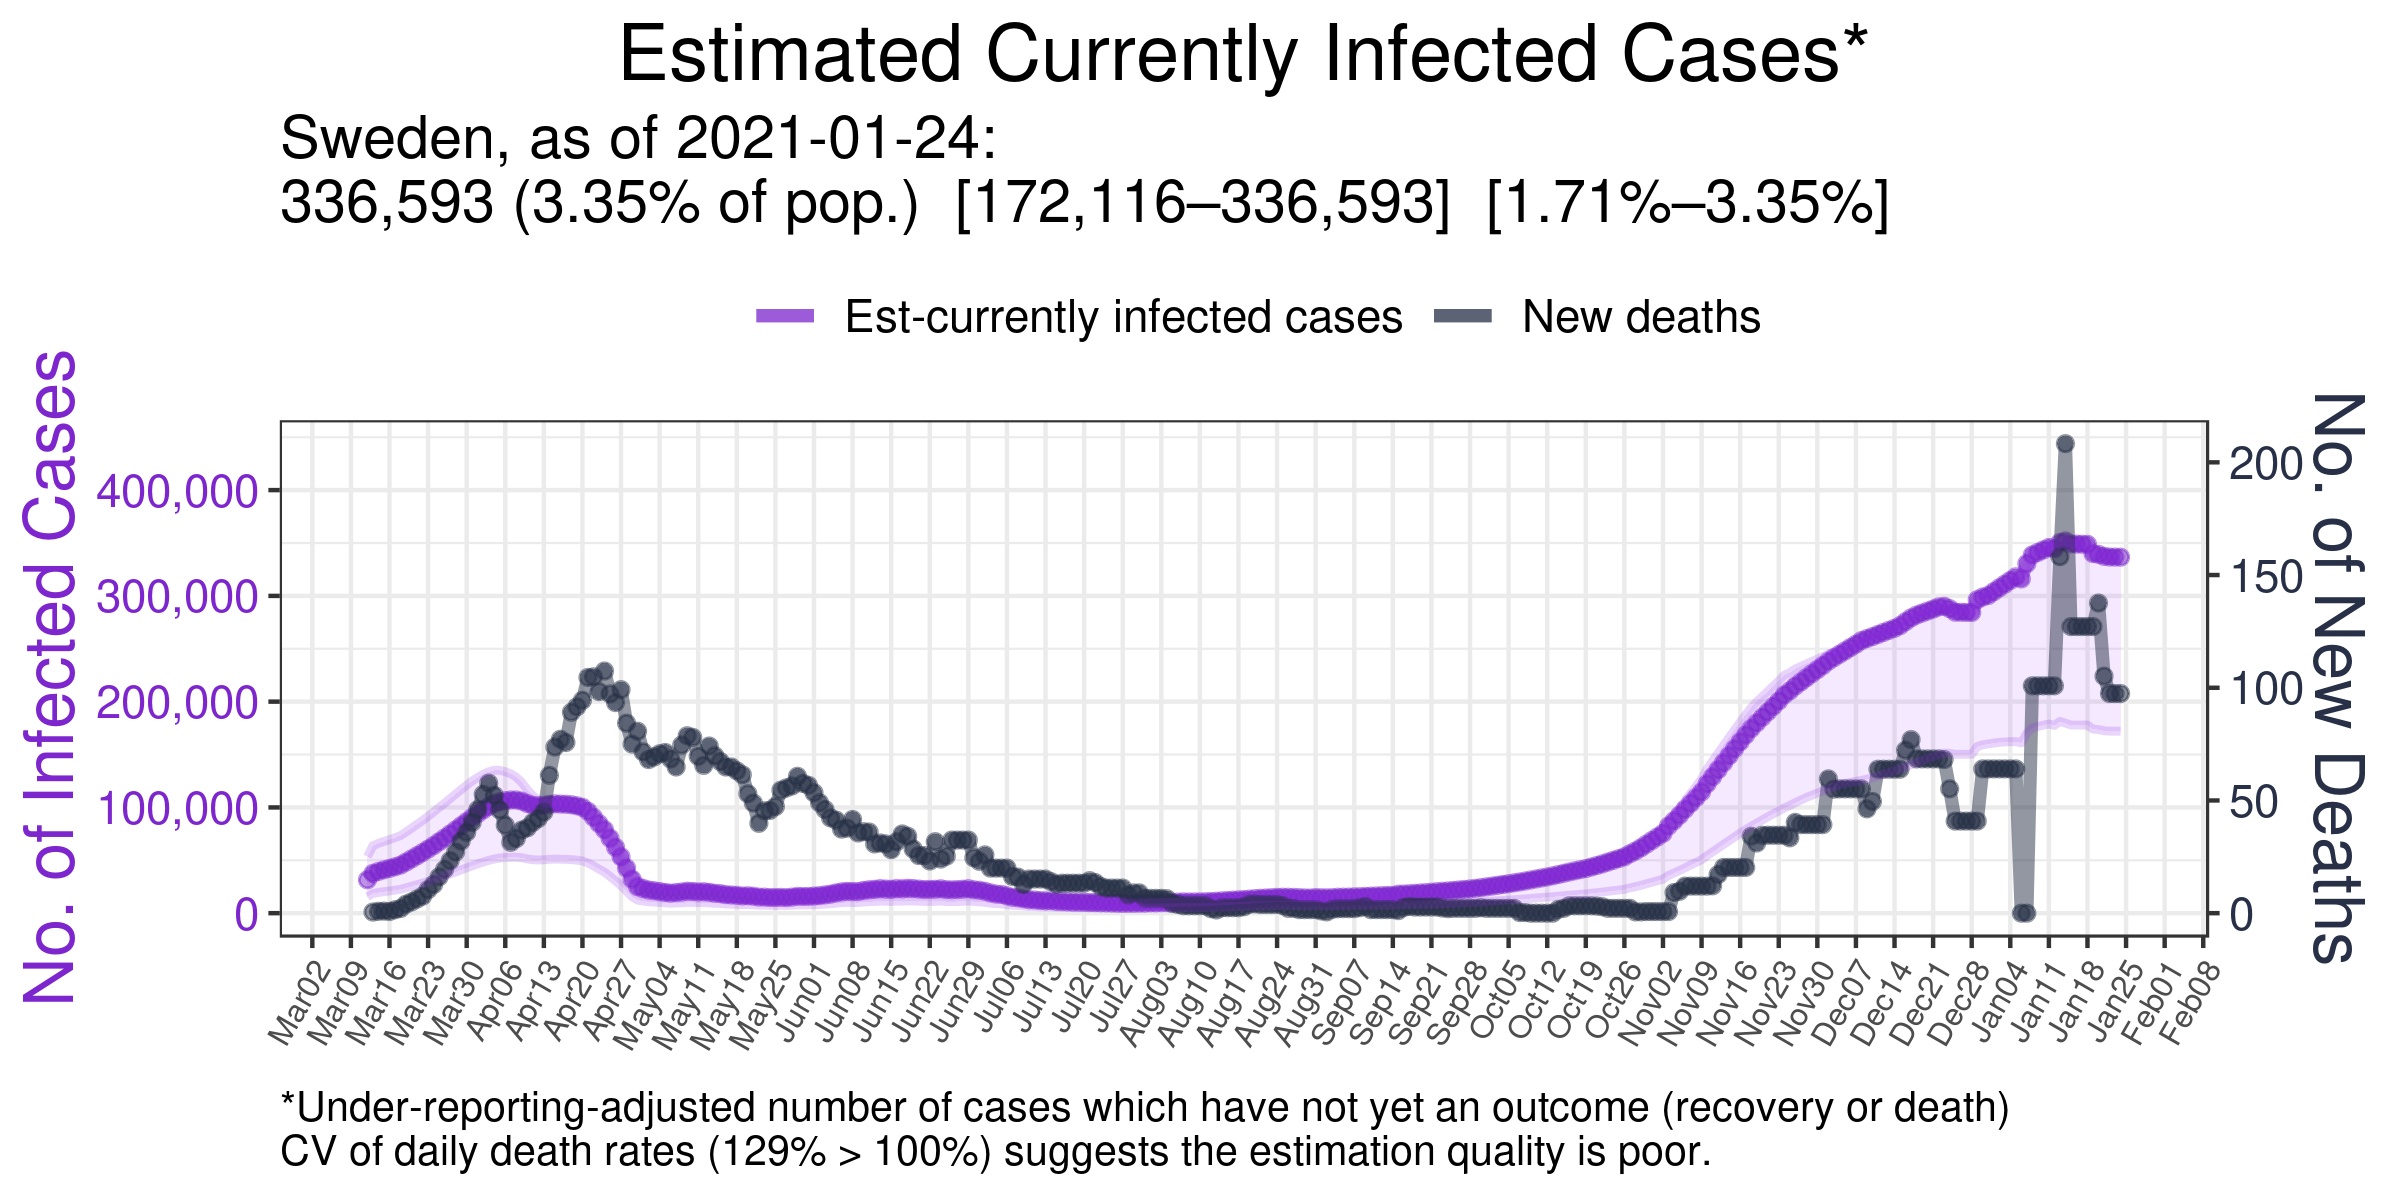 Estimated Currently Infected Cases*
Sweden, as of 2021-01-24:
336,593 (3.35% of pop.) [172,116–336,593] [1.71%–3.35%]
Est-currently infected cases
New deaths
No. of Infected Cases
400,000
300,000
200,000
100,000
0
200
150
100
50
0
No. of New Deaths
Mar02
Mar09
Mar16
Mar23
Mar30
Apr06
Apr13
Apr20
Apr27
May04
May11
May18
May25
Jun01
Jun08
Jun15
Jun22
Jun29
Jul06
Jul13
Jul20
Jul27
Aug03
Aug10
Aug17
Aug24
Aug31
Sep07
Sep14
Sep21
Sep28
Oct05
Oct12
Oct19
Oct26
Nov02
Nov09
Nov16
Nov23
Nov30
Dec07
Dec14
Dec21
Dec28
Jan04
Jan11
Jan18
Jan25
Feb01
Feb08
*Under-reporting-adjusted number of cases which have not yet an outcome (recovery or death)
CV of daily death rates (129% > 100%) suggests the estimation quality is poor.